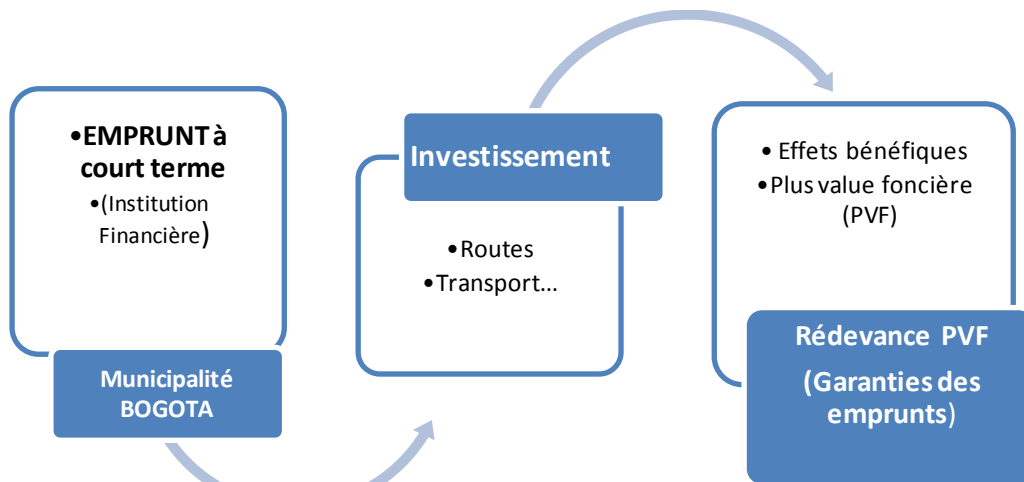 •EMPRUNT à
court terme
•(Institution
Financière)
Municipalité
BOGOTA
Investissement
•Routes
•Transport...
• Effets bénéfiques
•Plus value foncière
(PVF)
Rédevance PVF
(Garanties des
emprunts)